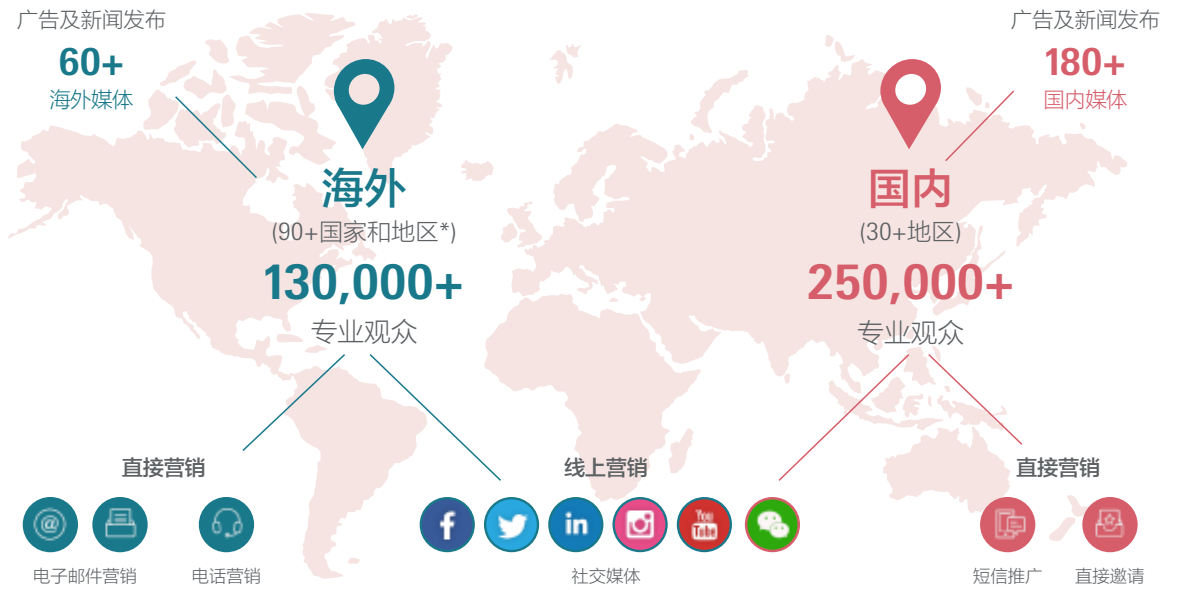 广告及新闻发布
60+
海外媒体
广告及新闻发布
180+
国内媒体
海外
(90+国家和地区*)
130,000+
专业观众
国内
(30+地区)
250,000+
专业观众
直接营销
线上营销
直接营销
@
f
in
You
Tube
电子邮件营销
电话营销
社交媒体
短信推广
直接邀请